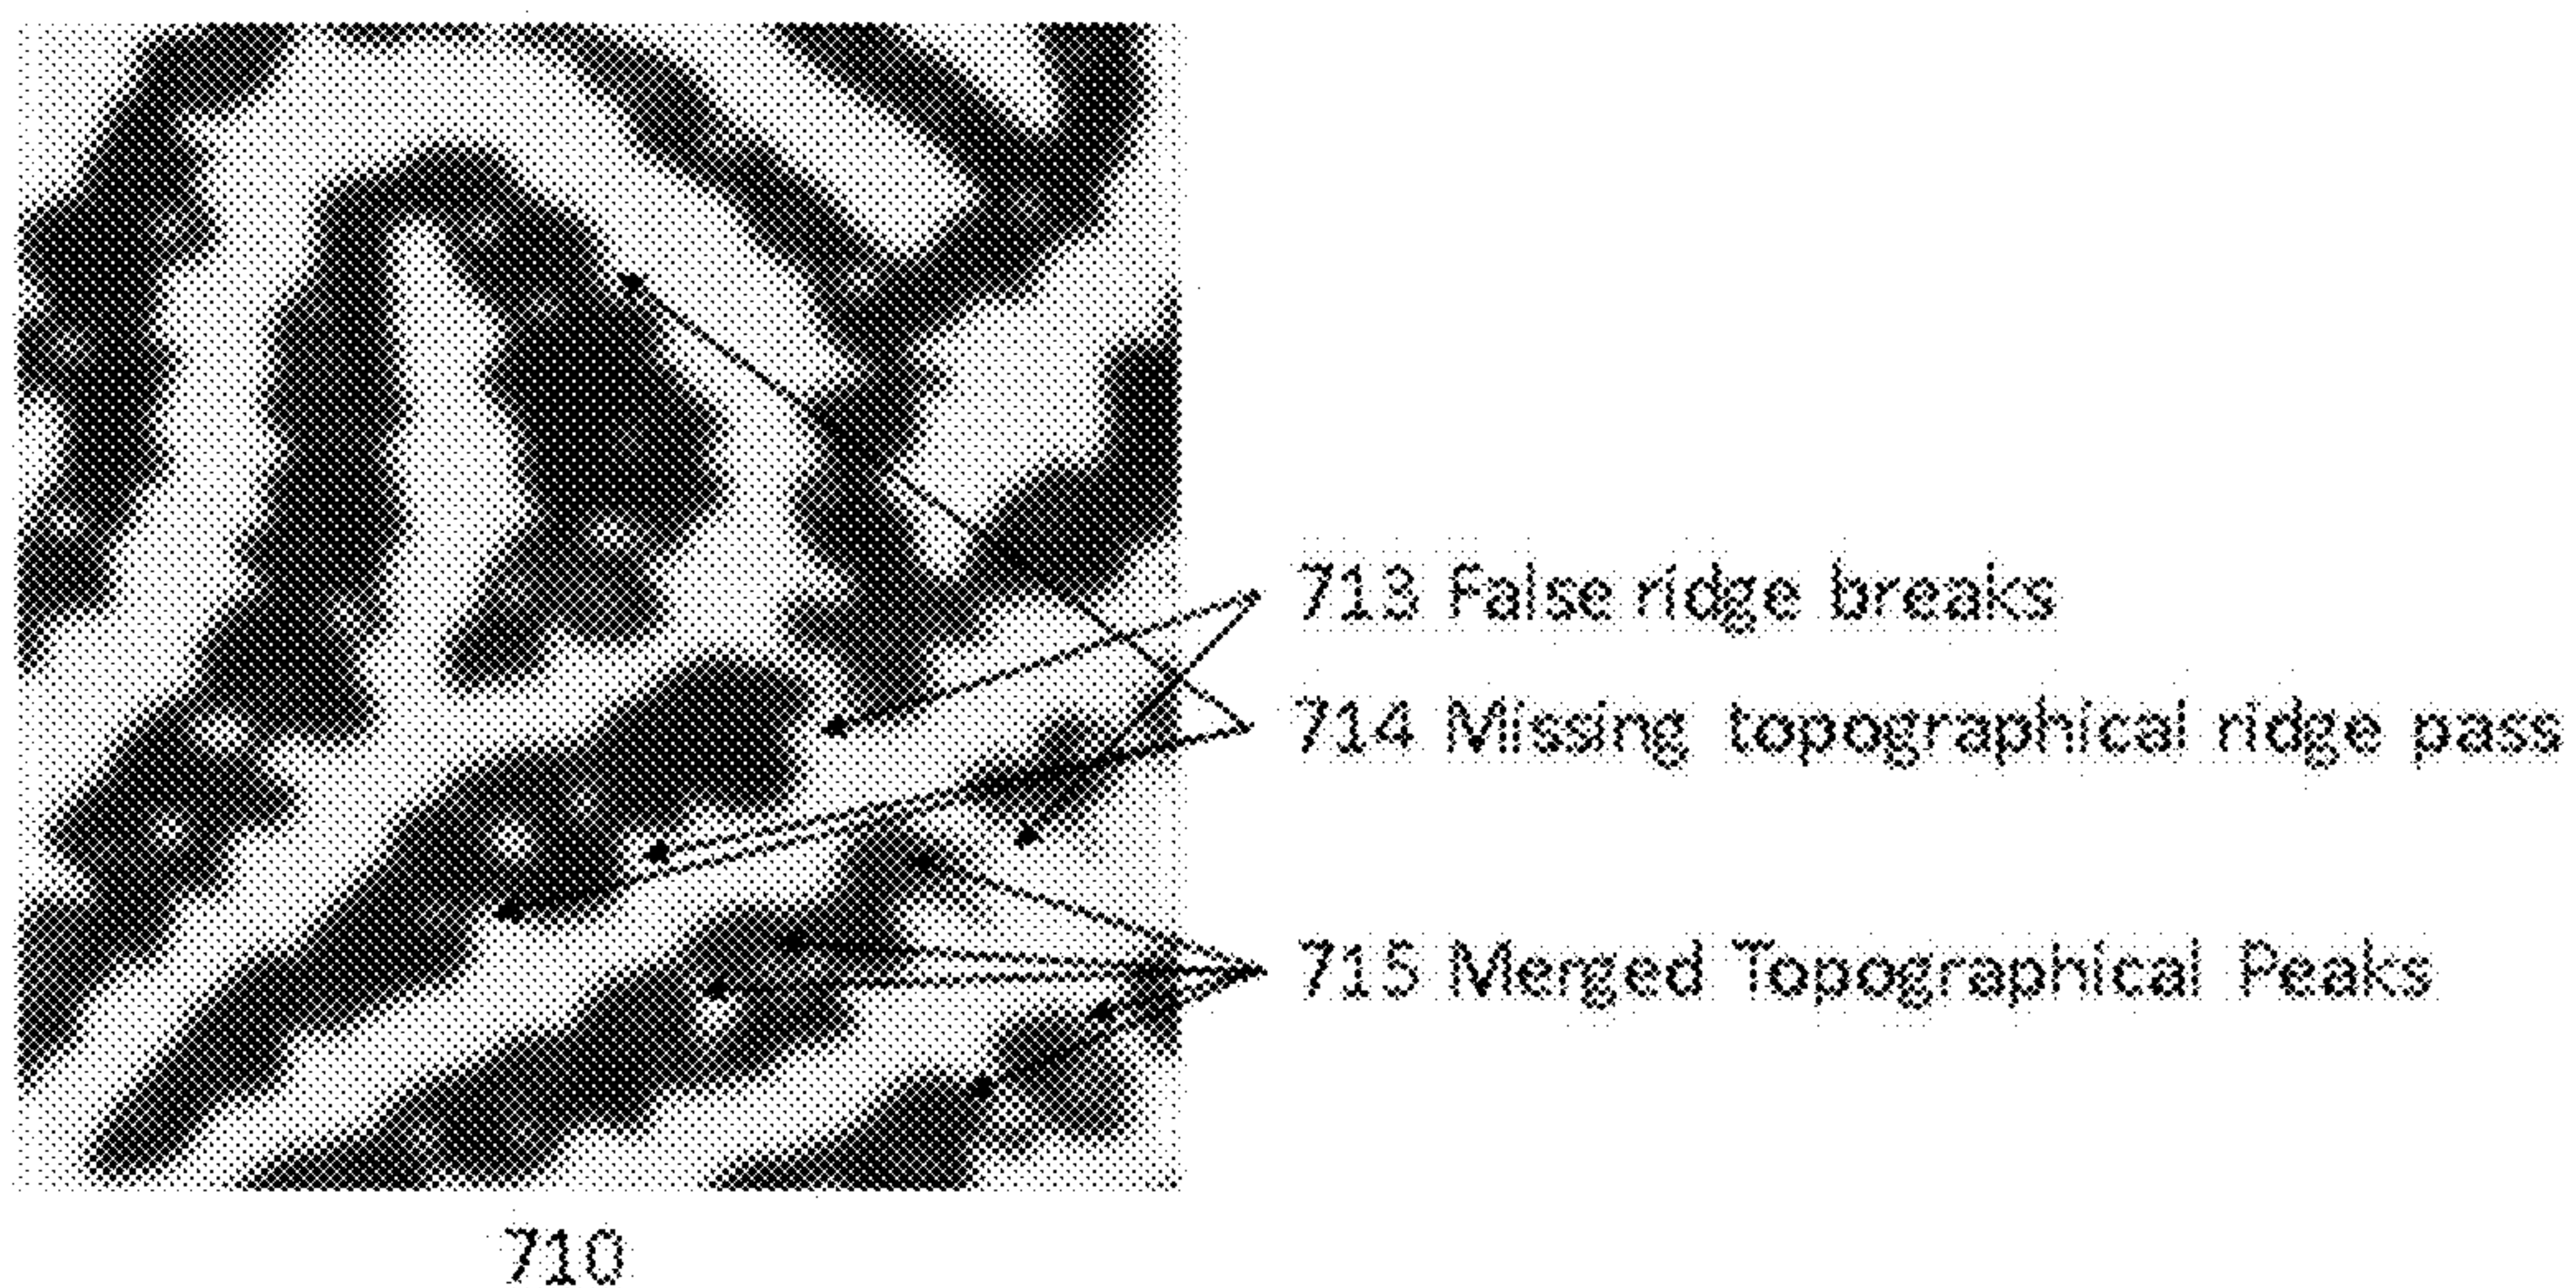 713 False ridge breaks
714 Missing topographical ridge pass
715 Merged Topographical Peaks
710